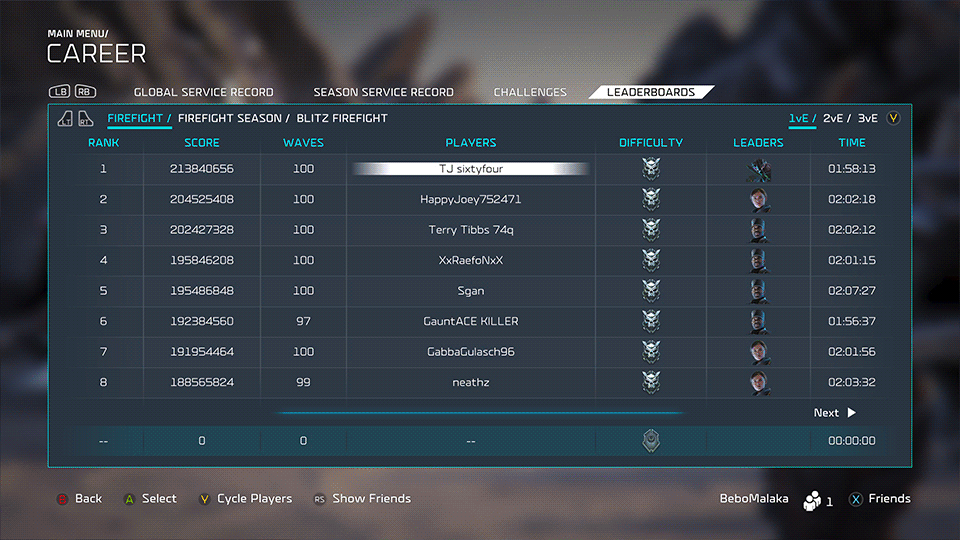 MAIN MENU/
CAREER
LB RB GLOBAL SERVICE RECORD SEASON SERVICE RECORD CHALLENGES LEADERBOARDS
LT RT FIREFIGHT / FIREFIGHT SEASON / BLITZ FIREFIGHT 1vE / 2vE / 3vE Y
RANK SCORE WAVES PLAYERS DIFFICULTY LEADERS TIME
1 213840656 100 TJ sixtyfour 01:58:13
2 204525408 100 HappyJoey752471 02:02:18
3 202427328 100 Terry Tibbs 74q 02:02:12
4 195846208 100 XxRaefoNxX 02:01:15
5 195486848 100 Sgan 02:07:27
6 192384560 97 GauntACE KILLER 01:56:37
7 191954464 100 GabbaGulasch96 02:01:56
8 188565824 99 neathz 02:03:32
Next
-- 0 0 -- 00:00:00
B Back A Select Y Cycle Players RS Show Friends BeboMalaka 1 X Friends